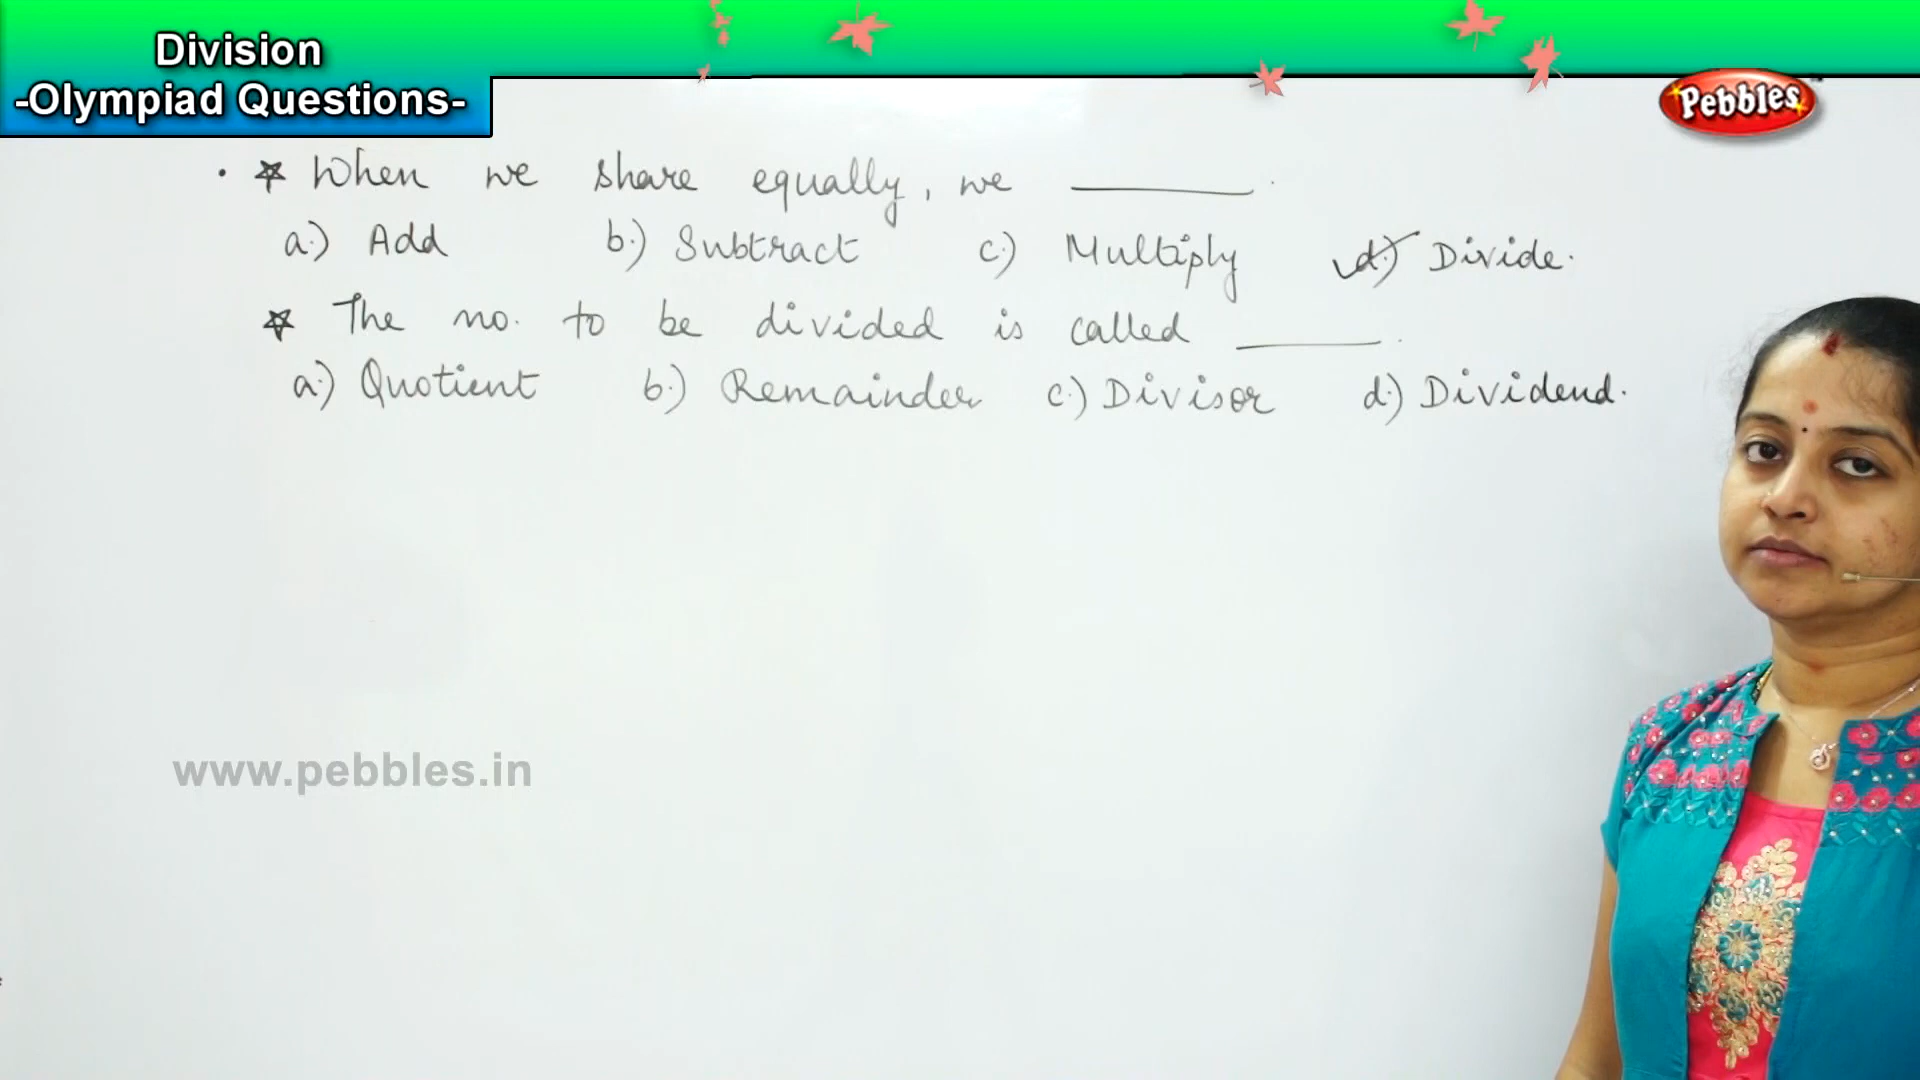 Division
-Olympiad Questions-
Pebbles
• ☆ When we share equally, we ______.
a.) Add b.) Subtract c.) Multiply ✓d.) Divide.
☆ The no. to be divided is called ______.
a.) Quotient b.) Remainder c.) Divisor d.) Dividend.
www.pebbles.in